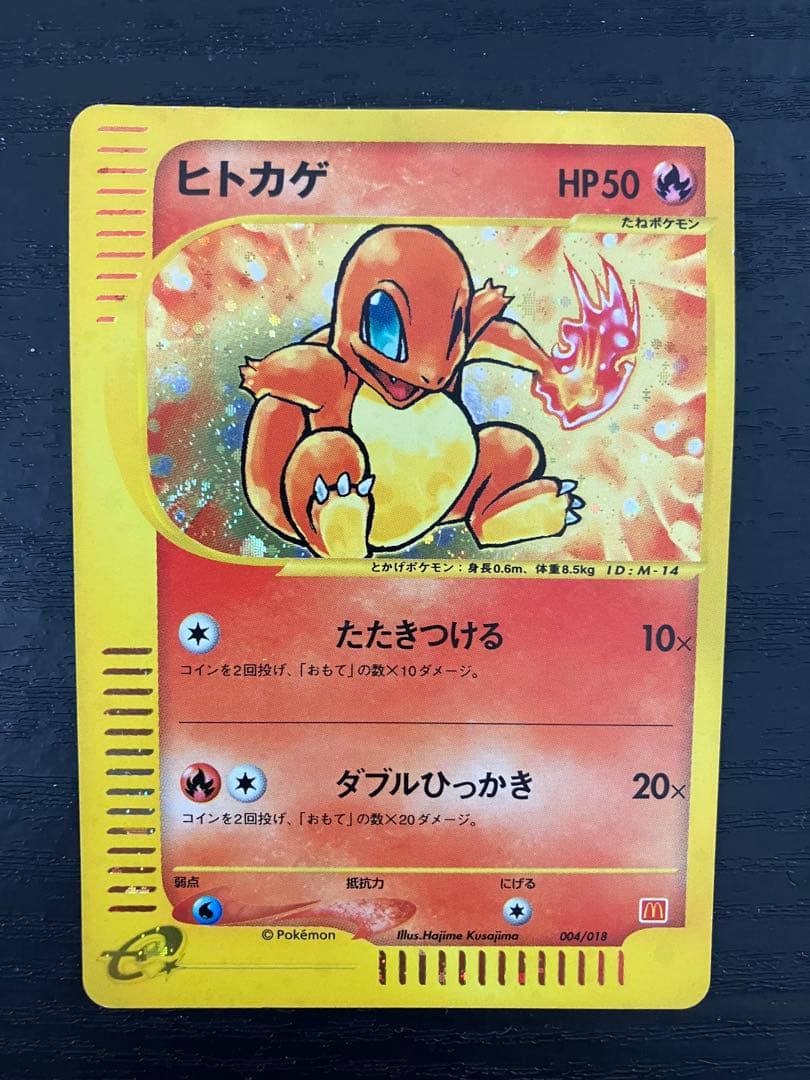 ヒトカゲ HP50
たねポケモン
とかげポケモン：身長0.6m、体重8.5kg ID:M-14
たたきつける 10×
コインを2回投げ、「おもて」の数×10ダメージ。
ダブルひっかき 20×
コインを2回投げ、「おもて」の数×20ダメージ。
弱点 抵抗力 にげる
©Pokémon Illus.Hajime Kusajima 004/018
e